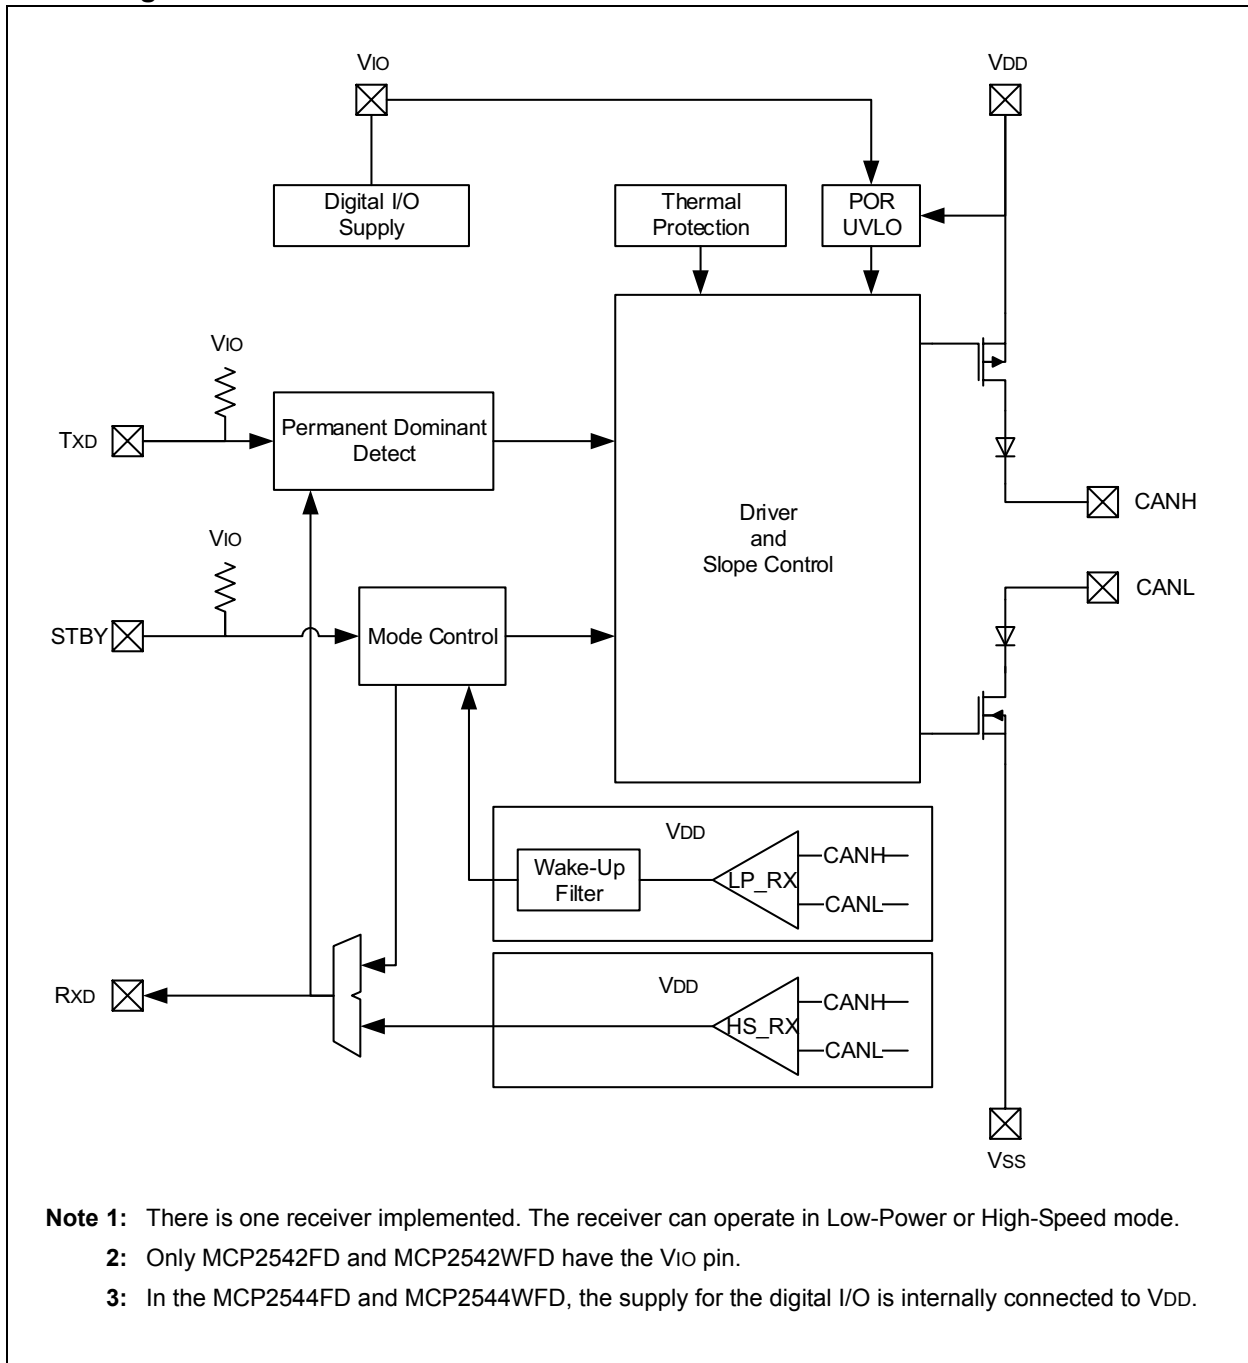 VIO
VDD
Digital I/O
Supply
Thermal
Protection
POR
UVLO
VIO
TXD
Permanent Dominant
Detect
CANH
Driver
and
Slope Control
VIO
CANL
STBY
Mode Control
VDD
CANH
Wake-Up
Filter
LP_RX
CANL
VDD
RXD
CANH
HS_RX
CANL
VSS
Note 1: There is one receiver implemented. The receiver can operate in Low-Power or High-Speed mode.
2: Only MCP2542FD and MCP2542WFD have the VIO pin.
3: In the MCP2544FD and MCP2544WFD, the supply for the digital I/O is internally connected to VDD.